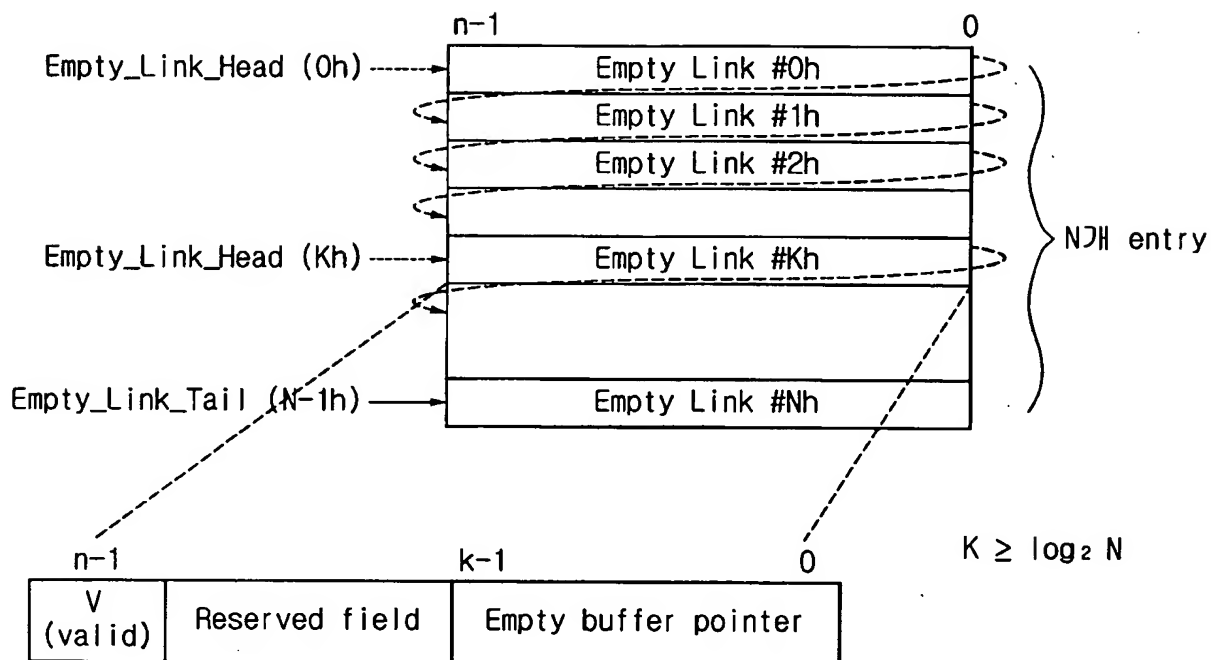 n-1 0
Empty_Link_Head (0h) Empty Link #0h
Empty Link #1h
Empty Link #2h
Empty_Link_Head (Kh) Empty Link #Kh
N개 entry
Empty_Link_Tail (N-1h) Empty Link #Nh
n-1 k-1 0 K ≥ log₂ N
V
(valid) Reserved field Empty buffer pointer